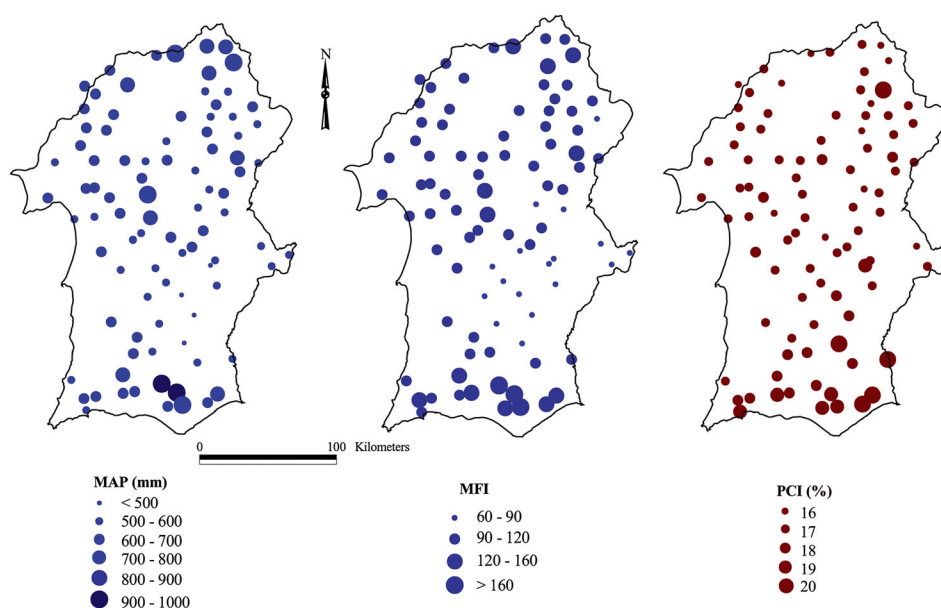 N
0 100 Kilometers
MAP (mm)
< 500
500 - 600
600 - 700
700 - 800
800 - 900
900 - 1000
MFI
60 - 90
90 - 120
120 - 160
> 160
PCI (%)
16
17
18
19
20